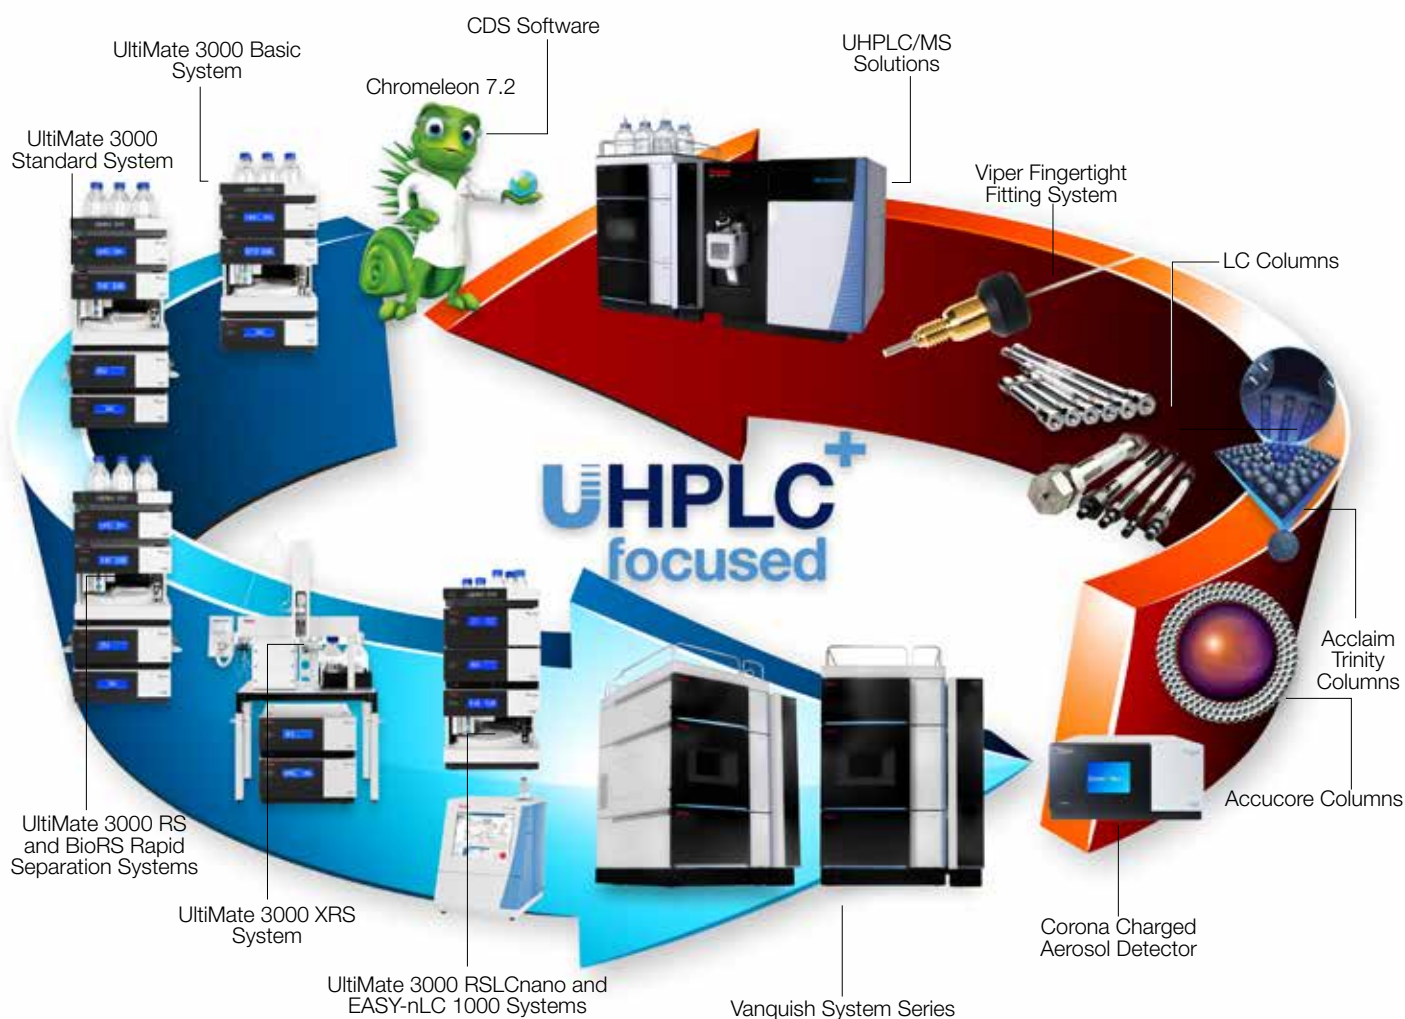 CDS Software
UltiMate 3000 Basic
System
UHPLC/MS
Solutions
Chromeleon 7.2
UltiMate 3000
Standard System
Viper Fingertight
Fitting System
LC Columns
UHPLC+
focused
Acclaim
Trinity
Columns
Accucore Columns
UltiMate 3000 RS
and BioRS Rapid
Separation Systems
UltiMate 3000 XRS
System
Corona Charged
Aerosol Detector
UltiMate 3000 RSLCnano and
EASY-nLC 1000 Systems
Vanquish System Series